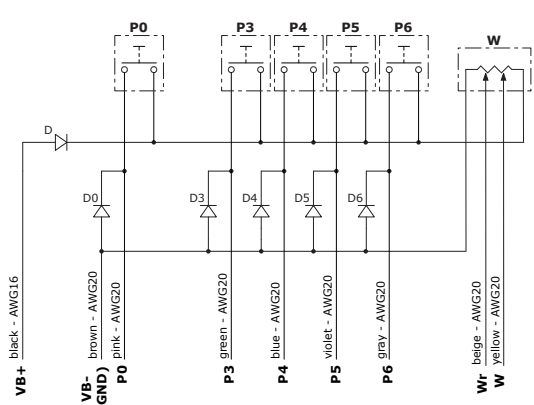 P0
P3
P4
P5
P6
W
D
D0
D3
D4
D5
D6
black - AWG16
brown - AWG20
pink - AWG20
green - AWG20
blue - AWG20
violet - AWG20
gray - AWG20
beige - AWG20
yellow - AWG20
VB+
VB-
GND)
P0
P3
P4
P5
P6
Wr
W